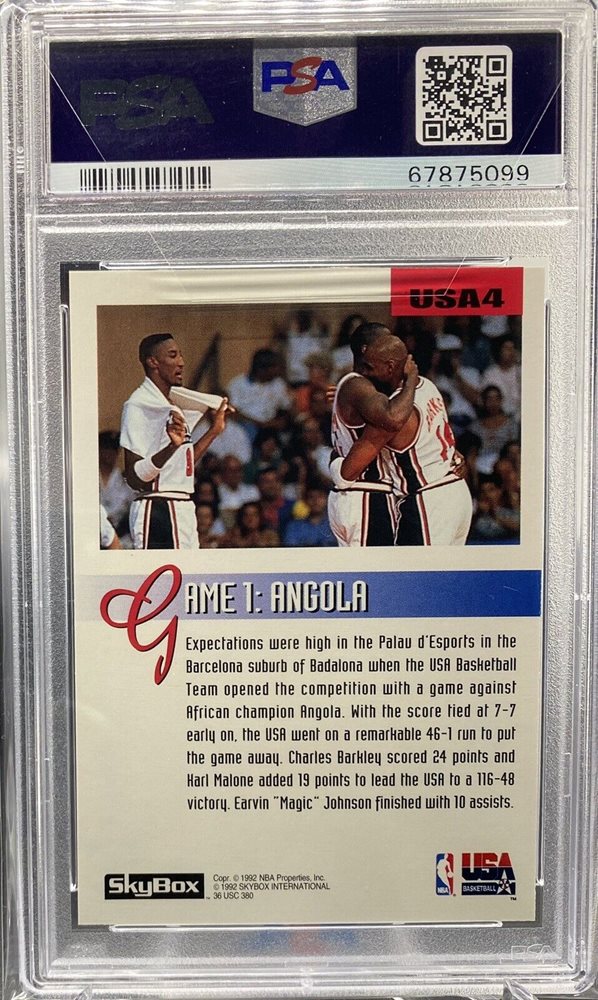 PSA
PSA
67875099
USA4
GAME 1: ANGOLA
Expectations were high in the Palau d'Esports in the
Barcelona suburb of Badalona when the USA Basketball
Team opened the competition with a game against
African champion Angola. With the score tied at 7-7
early on, the USA went on a remarkable 46-1 run to put
the game away. Charles Barkley scored 24 points and
Karl Malone added 19 points to lead the USA to a 116-48
victory. Earvin "Magic" Johnson finished with 10 assists.
SkyBox
Copr. © 1992 NBA Properties, Inc.
© 1992 SKYBOX INTERNATIONAL
™ 36 USC 380
NBA
USA
BASKETBALL
™
PSA